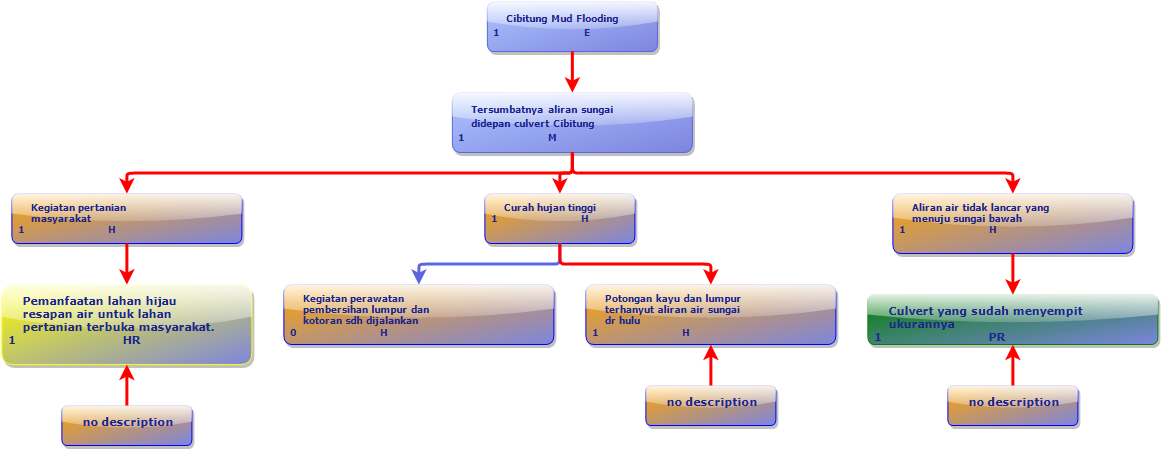 Cibitung Mud Flooding
1 E
Tersumbatnya aliran sungai
didepan culvert Cibitung
1 M
Kegiatan pertanian
masyarakat
1 H
Curah hujan tinggi
1 H
Aliran air tidak lancar yang
menuju sungai bawah
1 H
Pemanfaatan lahan hijau
resapan air untuk lahan
pertanian terbuka masyarakat.
1 HR
Kegiatan perawatan
pembersihan lumpur dan
kotoran sdh dijalankan
0 H
Potongan kayu dan lumpur
terhanyut aliran air sungai
dr hulu
1 H
Culvert yang sudah menyempit
ukurannya
1 PR
no description
no description
no description